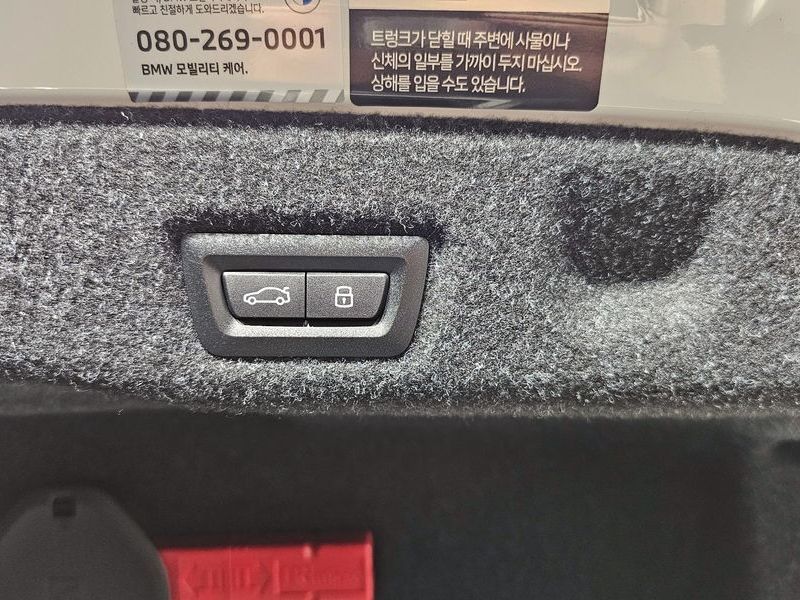 빠르고 친절하게 도와드리겠습니다.
080-269-0001
BMW 모빌리티 케어.
트렁크가 닫힐 때 주변에 사물이나
신체의 일부를 가까이 두지 마십시오.
상해를 입을 수도 있습니다.